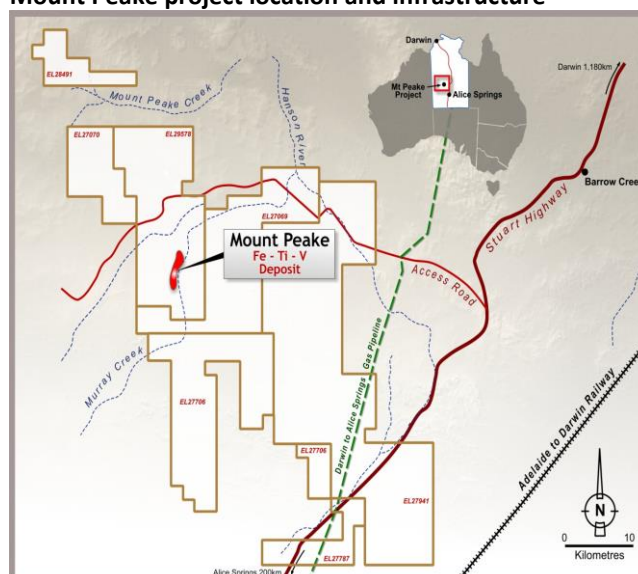 Mount Peake project location and infrastructure
EL28491
Mount Peake Creek
Hanson River
Darwin
Mt Peake
Project
Alice Springs
Darwin 1,180km
Barrow Cree
EL27070
EL29578
EL27069
Mount Peake
Fe - Ti - V
Deposit
Stuart Highway
Access Road
Murray Creek
Darwin to Alice Springs Gas Pipeline
EL27706
EL27706
EL27941
EL27787
Adelaide to Darwin Railway
N
0 10
Kilometres
Alice Springs 200km